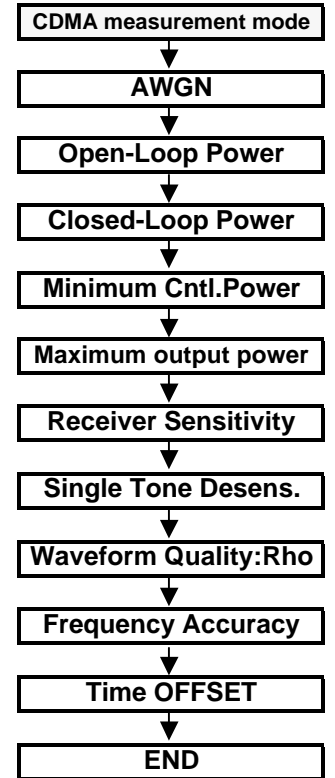 CDMA measurement mode
AWGN
Open-Loop Power
Closed-Loop Power
Minimum Cntl.Power
Maximum output power
Receiver Sensitivity
Single Tone Desens.
Waveform Quality:Rho
Frequency Accuracy
Time OFFSET
END